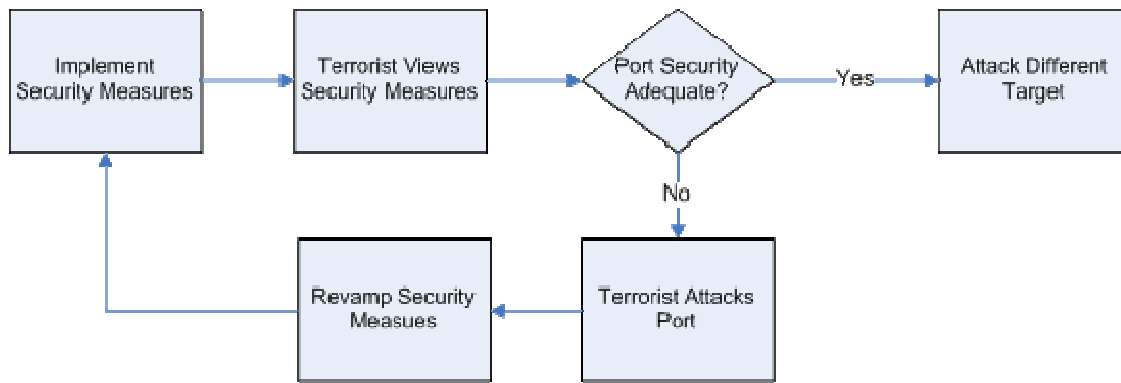 Implement
Security Measures
Terrorist Views
Security Measures
Port Security
Adequate?
Yes
Attack Different
Target
No
Revamp Security
Measues
Terrorist Attacks
Port